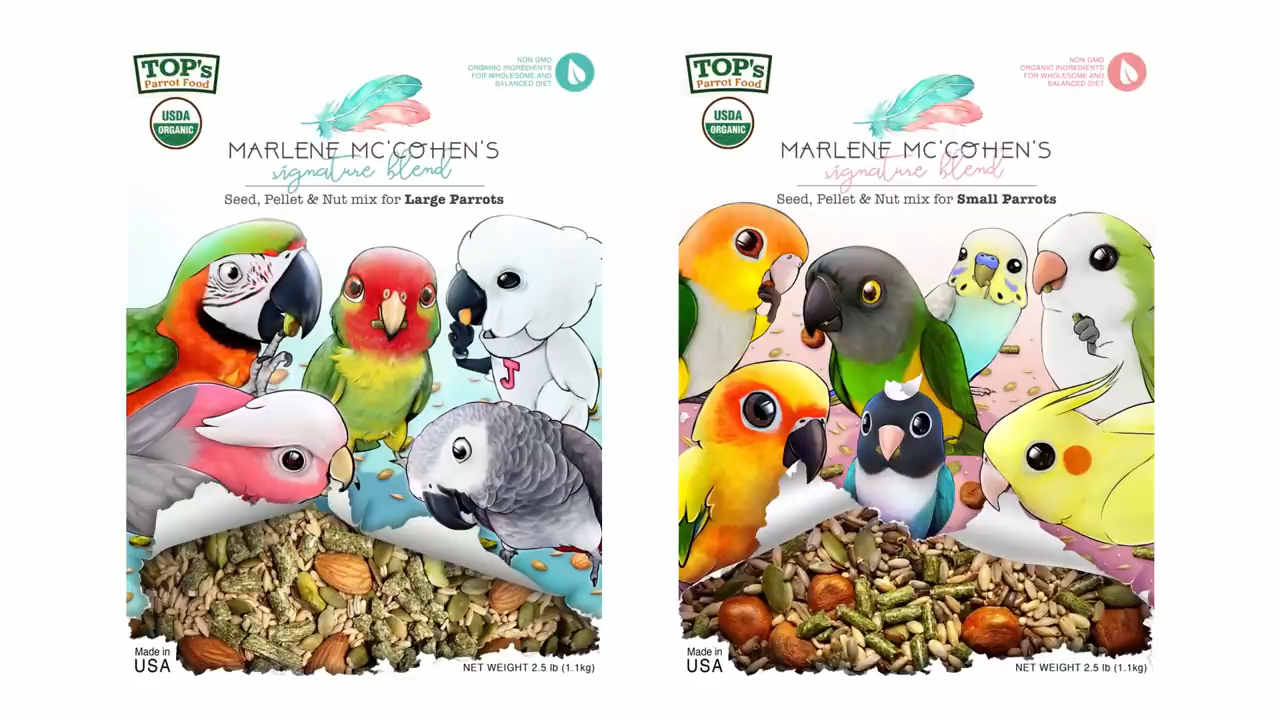 TOP's
Parrot Food
USDA
ORGANIC
NON GMO
ORGANIC INGREDIENTS
FOR WHOLESOME AND
BALANCED DIET
MARLENE MC'COHEN'S
signature blend
Seed, Pellet & Nut mix for Large Parrots
J
Made in
USA
NET WEIGHT 2.5 lb (1.1kg)
TOP's
Parrot Food
USDA
ORGANIC
NON GMO
ORGANIC INGREDIENTS
FOR WHOLESOME AND
BALANCED DIET
MARLENE MC'COHEN'S
signature blend
Seed, Pellet & Nut mix for Small Parrots
Made in
USA
NET WEIGHT 2.5 lb (1.1kg)